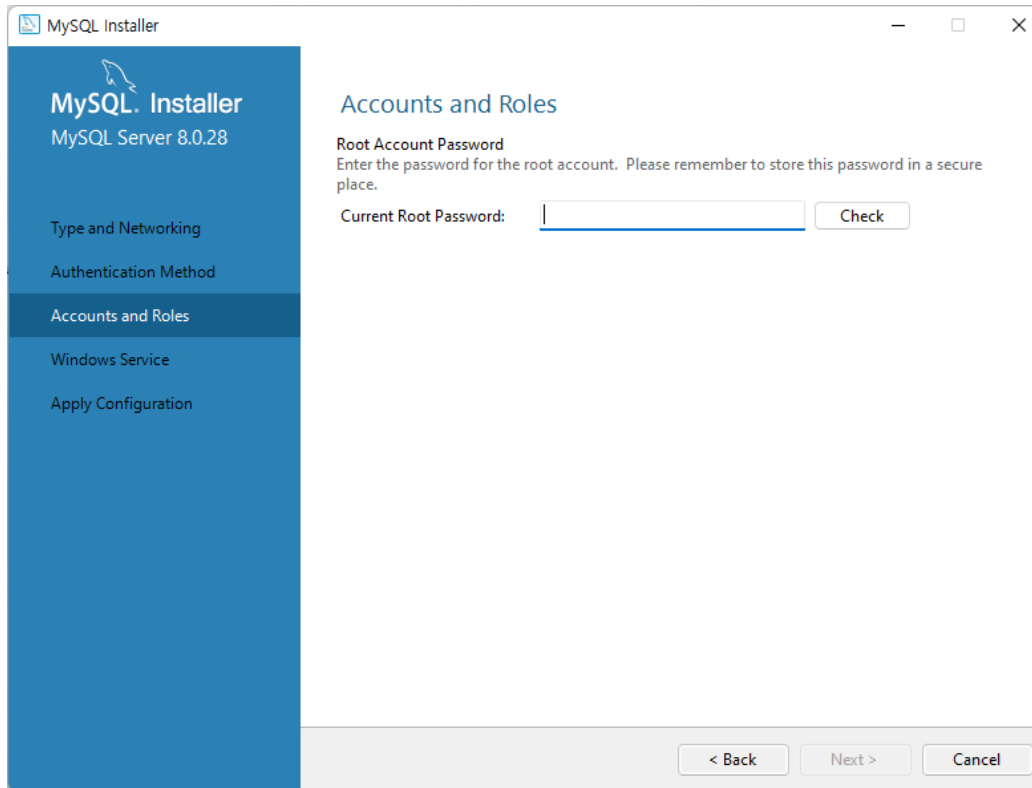 MySQL Installer
MySQL. Installer
MySQL Server 8.0.28
Type and Networking
Authentication Method
Accounts and Roles
Windows Service
Apply Configuration
Accounts and Roles
Root Account Password
Enter the password for the root account.  Please remember to store this password in a secure
place.
Current Root Password:
Check
< Back
Next >
Cancel